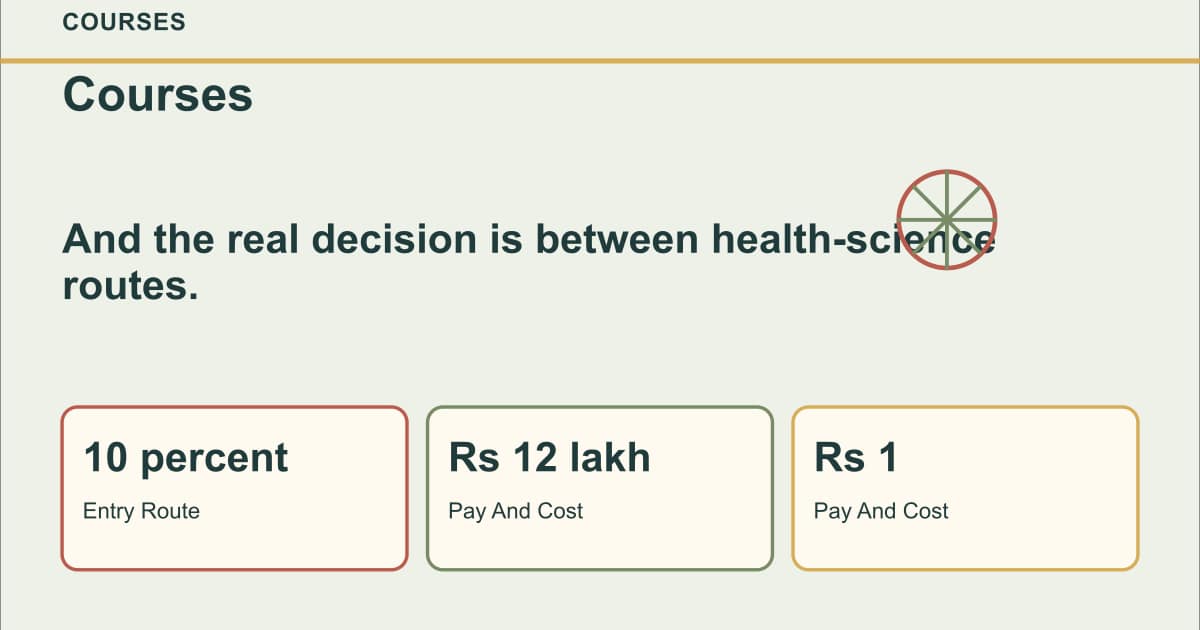 COURSES
Courses
And the real decision is between health-science
routes.
10 percent
Entry Route
Rs 12 lakh
Pay And Cost
Rs 1
Pay And Cost